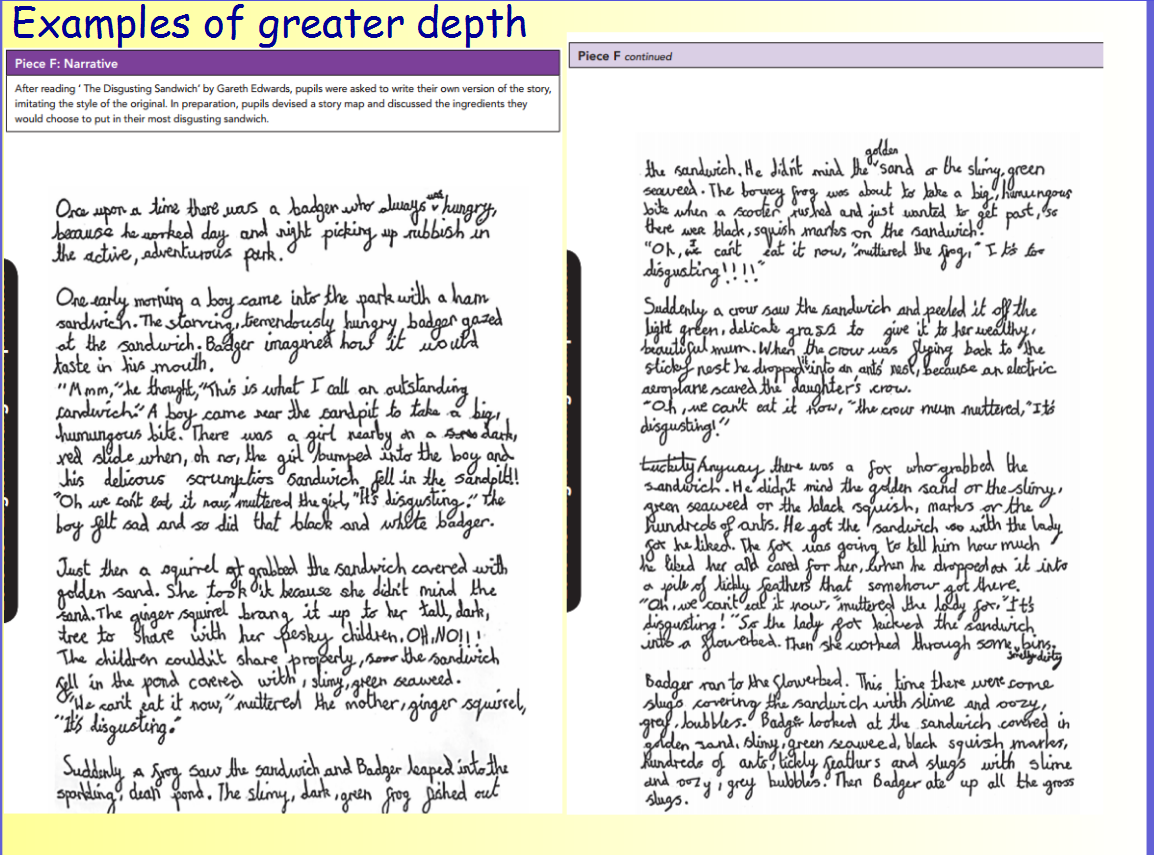 Examples of greater depth
Piece F: Narrative
After reading ‘ The Disgusting Sandwich’ by Gareth Edwards, pupils were asked to write their own version of the story,
imitating the style of the original. In preparation, pupils devised a story map and discussed the ingredients they
would choose to put in their most disgusting sandwich.
Once upon a time there was a badger who always was hungry,
because he worked day and night picking up rubbish in
the active, adventurous park.
One early morning a boy came into the park with a ham
sandwich. The starving, tremendously hungry badger gazed
at the sandwich. Badger imagined how it would
taste in his mouth.
"Mmm," he thought, "This is what I call an outstanding
sandwich." A boy came near the sandpit to take a big,
humungous bite. There was a girl nearby on a dark,
red slide when, oh no, the girl bumped into the boy and
his delicous scrumptios sandwich fell in the sandpit!!
"Oh we can't eat it now," muttered the girl, "It's disgusting." the
boy felt sad and so did that black and white badger.
Just then a squirrel grabbed the sandwich covered with
golden sand. She took it because she didn't mind the
sand. The ginger squirrel brang it up to her tall, dark,
tree to share with her pesky children. OH, NO!!!
The children couldn't share properly, the sandwich
fell in the pond covered with, slimy, green seaweed.
"We can't eat it now," muttered the mother, ginger squirrel,
"It's disgusting."
Suddenly a frog saw the sandwich and Badger leaped into the
sparkling, clean pond. The slimy, dark, green frog fished out
Piece F continued
the sandwich. He didn't mind the golden sand or the slimy, green
seaweed. The bouncy frog was about to take a big, humungous
bite when a scooter rushed and just wanted to get past, so
there wer black, squish marks on the sandwich.
"Oh, I can't eat it now," muttered the frog, "It's too
disgusting!!!!"
Suddenly a crow saw the sandwich and peeled it off the
light green, delicate grass to give it to her wealthy,
beautiful mum. When the crow was flying back to the
sticky nest he dropped it into an ants' nest, because an electric
aeroplane scared the daughter's crow.
"Oh, we can't eat it now, "the crow mum muttered, "It's
disgusting!"
Luckily Anyway there was a fox who grabbed the
sandwich. He didn't mind the golden sand or the slimy,
green seaweed or the black squish, marks or the
hundreds of ants. He got the sandwich so with the lady
fox he liked. The fox was going to tell him how much
he liked her and cared for her, when he dropped it into
a pile of tickly feathers that somehow got there.
"Oh, we can't eat it now, "muttered the lady fox, "It's
disgusting!" So the lady fox kicked the sandwich
into a flowerbed. Then she worked through some smelly dirty bins.
Badger ran to the flowerbed. This time there were some
slugs covering the sandwich with slime and oozy,
gray, bubbles. Badger looked at the sandwich covered in
golden sand, slimy, green seaweed, black squish marks,
hundreds of ants, tickly feathers and slugs with slime
and oozy, grey bubbles. Then Badger ate up all the gross
slugs.